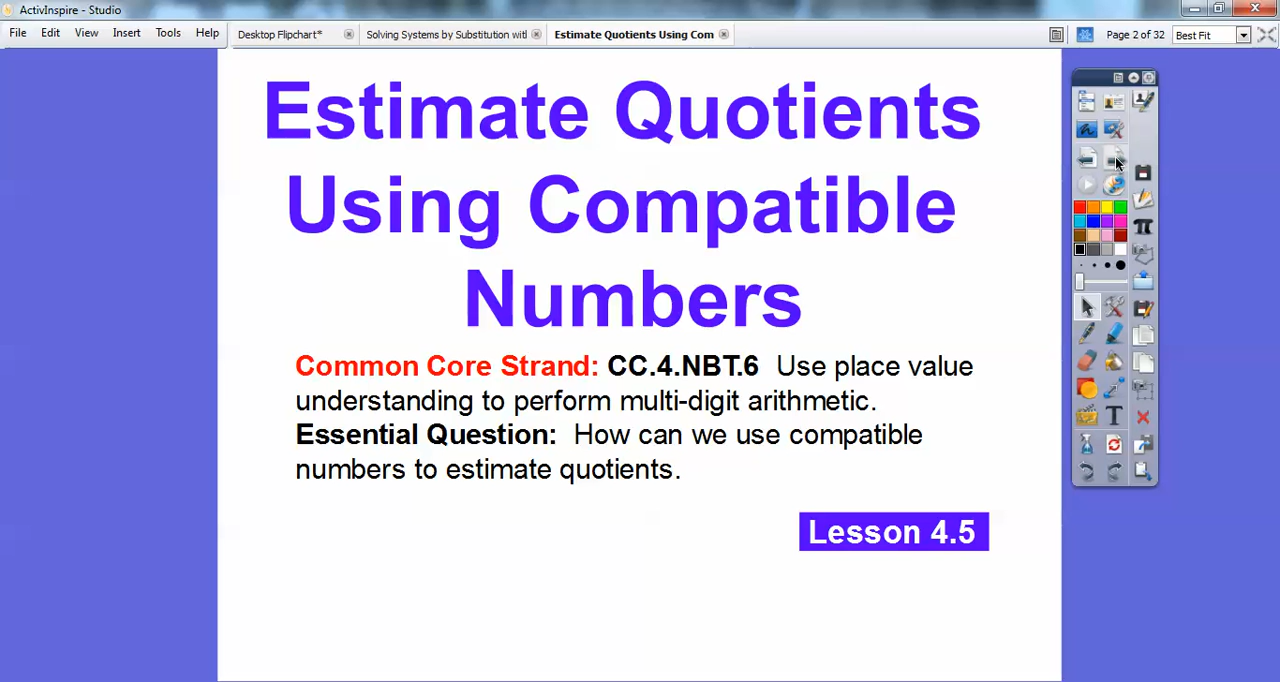 ActivInspire - Studio
File Edit View Insert Tools Help
Desktop Flipchart* Solving Systems by Substitution witl Estimate Quotients Using Com
Page 2 of 32 Best Fit
Estimate Quotients
Using Compatible
Numbers
Common Core Strand: CC.4.NBT.6 Use place value
understanding to perform multi-digit arithmetic.
Essential Question: How can we use compatible
numbers to estimate quotients.
Lesson 4.5